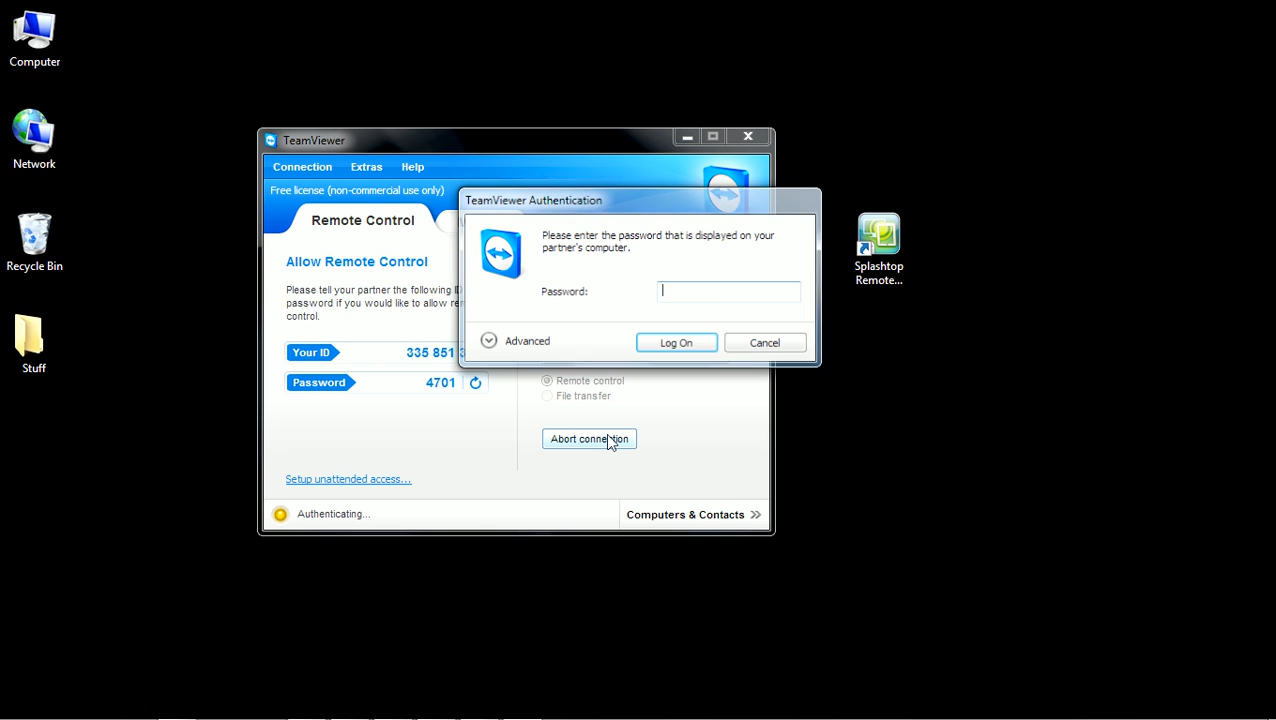 Computer
Network
Recycle Bin
Stuff
TeamViewer
Connection Extras Help
Free license (non-commercial use only)
Remote Control
Allow Remote Control
Please tell your partner the following ID
password if you would like to allow
control.
Your ID 335 851
Password 4701
Setup unattended access...
Authenticating...
TeamViewer Authentication
Please enter the password that is displayed on your
partner's computer.
Password:
Advanced
Log On
Cancel
Remote control
File transfer
Abort connection
Computers & Contacts >>
Splashtop
Remote...